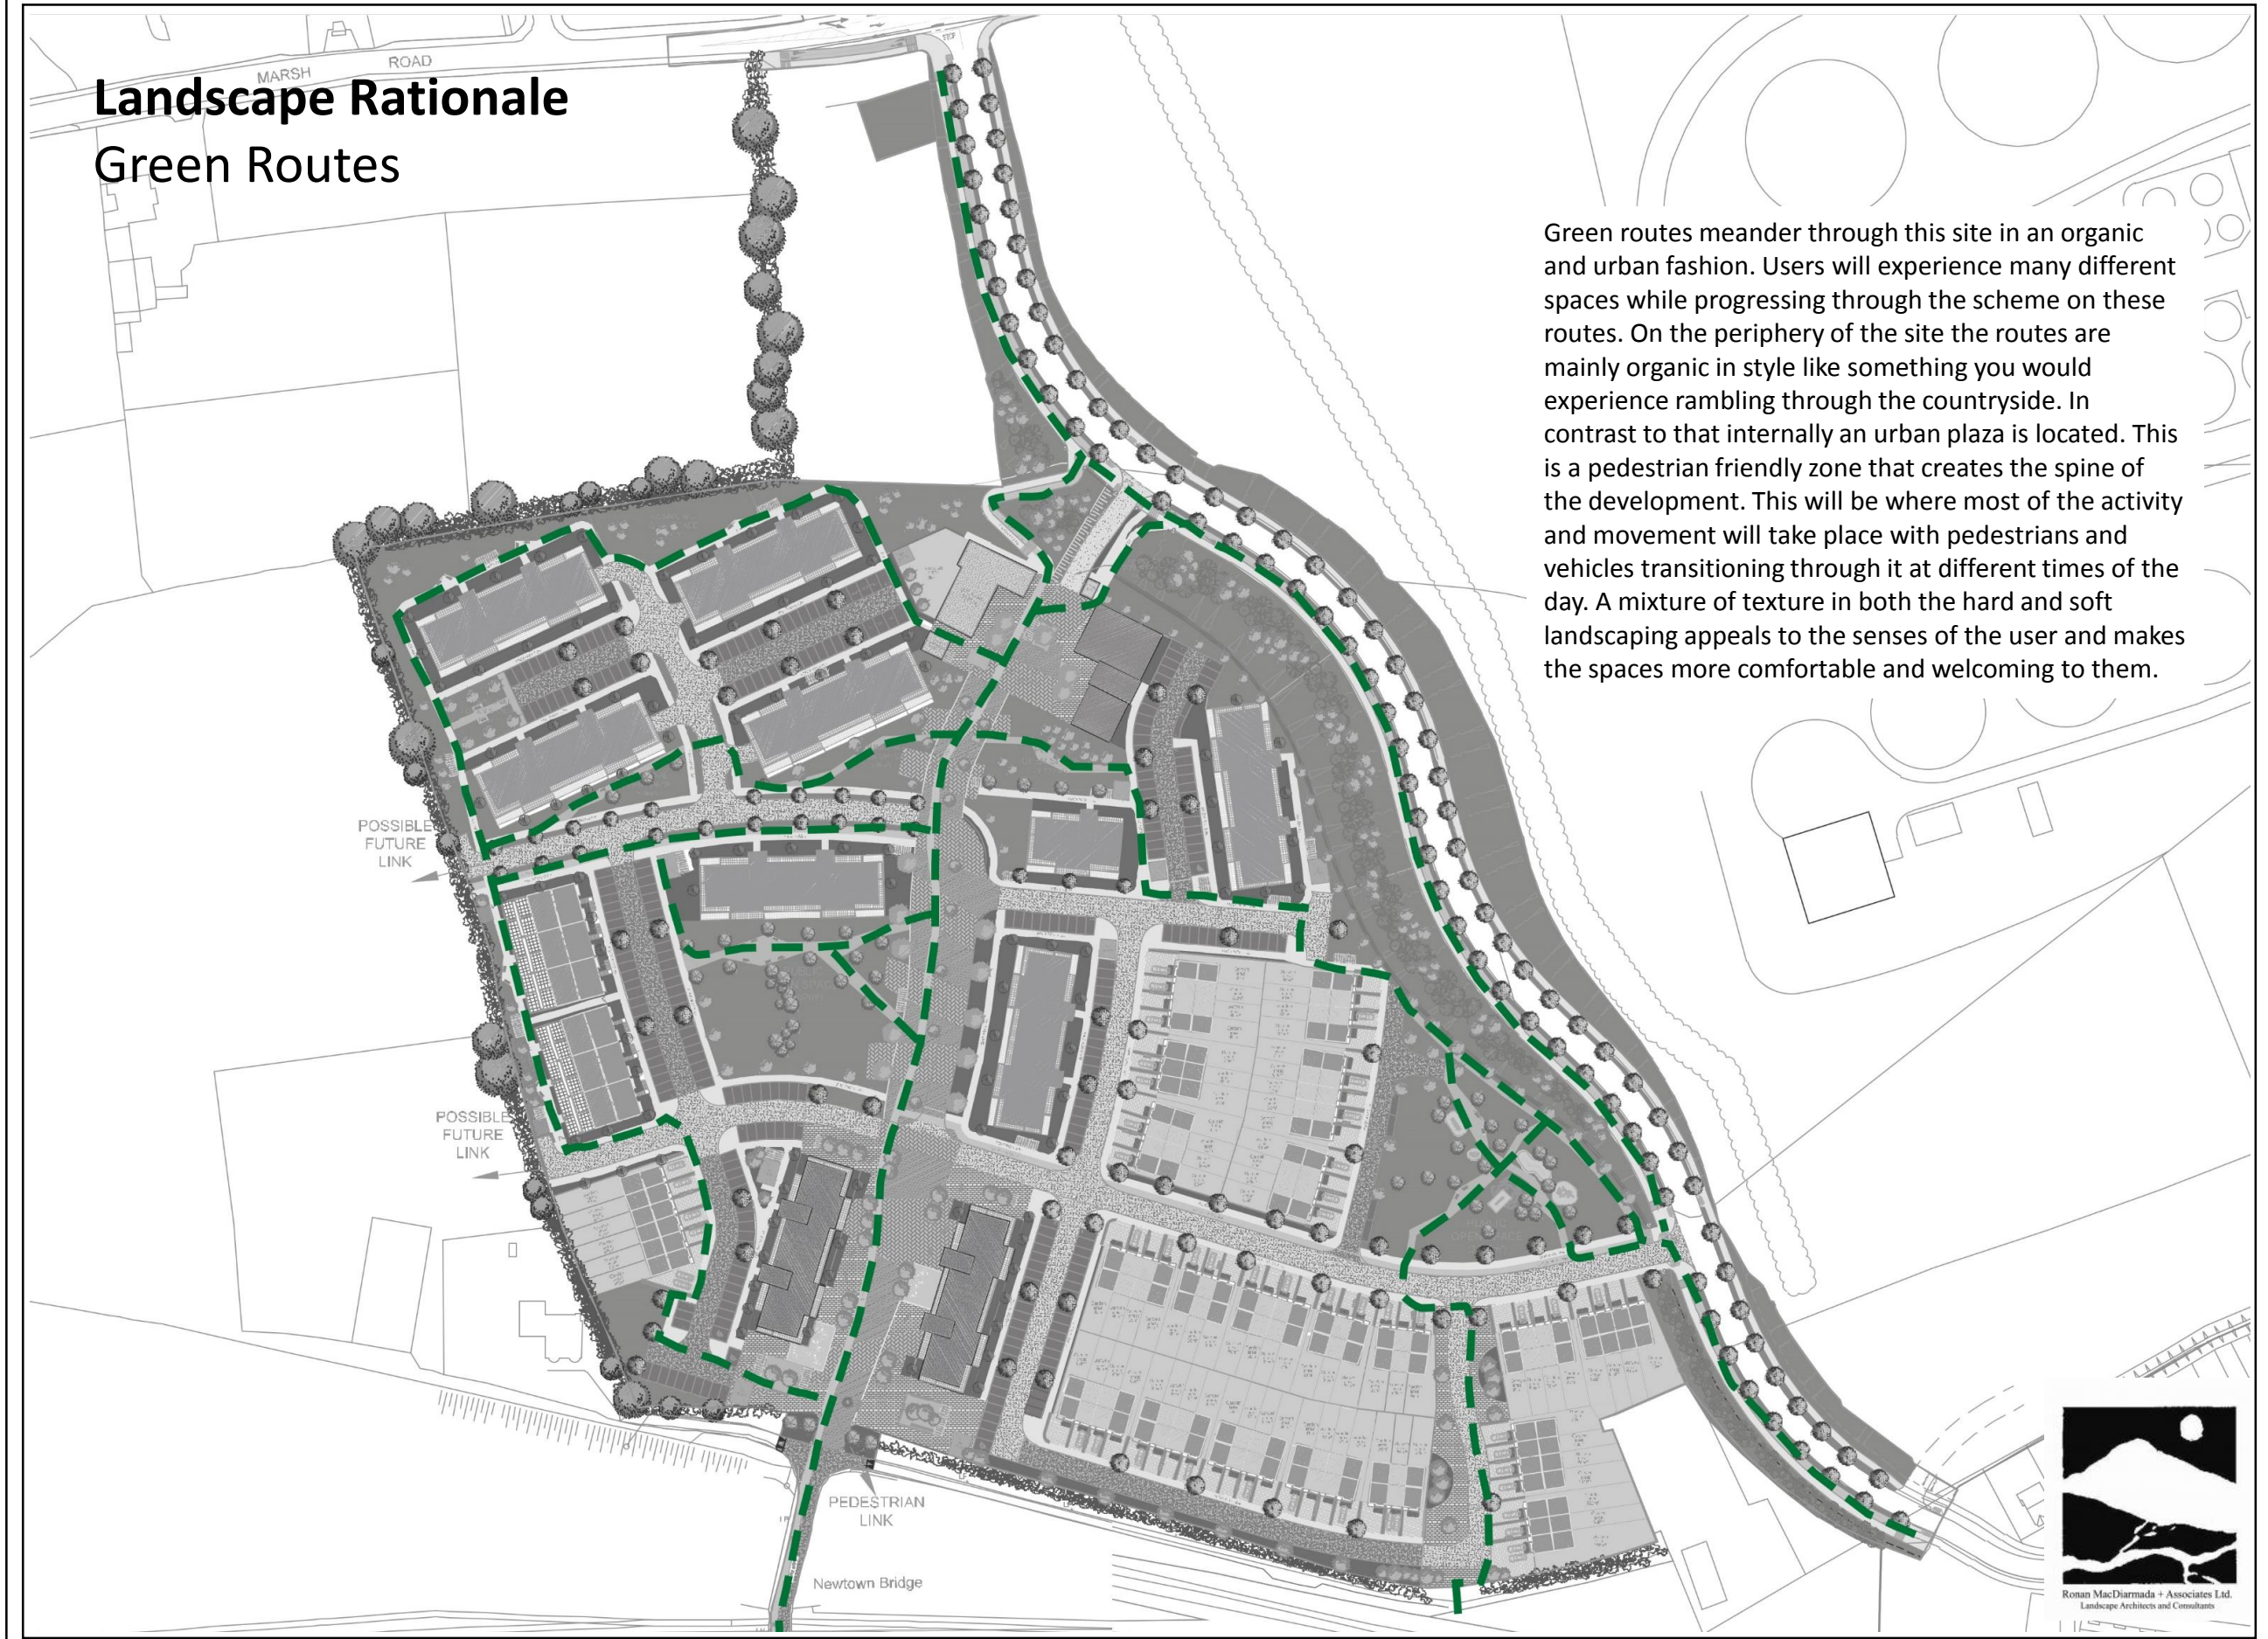 MARSH ROAD
Landscape Rationale
Green Routes
Green routes meander through this site in an organic
and urban fashion. Users will experience many different
spaces while progressing through the scheme on these
routes. On the periphery of the site the routes are
mainly organic in style like something you would
experience rambling through the countryside. In
contrast to that internally an urban plaza is located. This
is a pedestrian friendly zone that creates the spine of
the development. This will be where most of the activity
and movement will take place with pedestrians and
vehicles transitioning through it at different times of the
day. A mixture of texture in both the hard and soft
landscaping appeals to the senses of the user and makes
the spaces more comfortable and welcoming to them.
POSSIBLE
FUTURE
LINK
POSSIBLE
FUTURE
LINK
PUBLIC
OPEN SPACE
PEDESTRIAN
LINK
Newtown Bridge
Ronan MacDiarmada + Associates Ltd.
Landscape Architects and Consultants